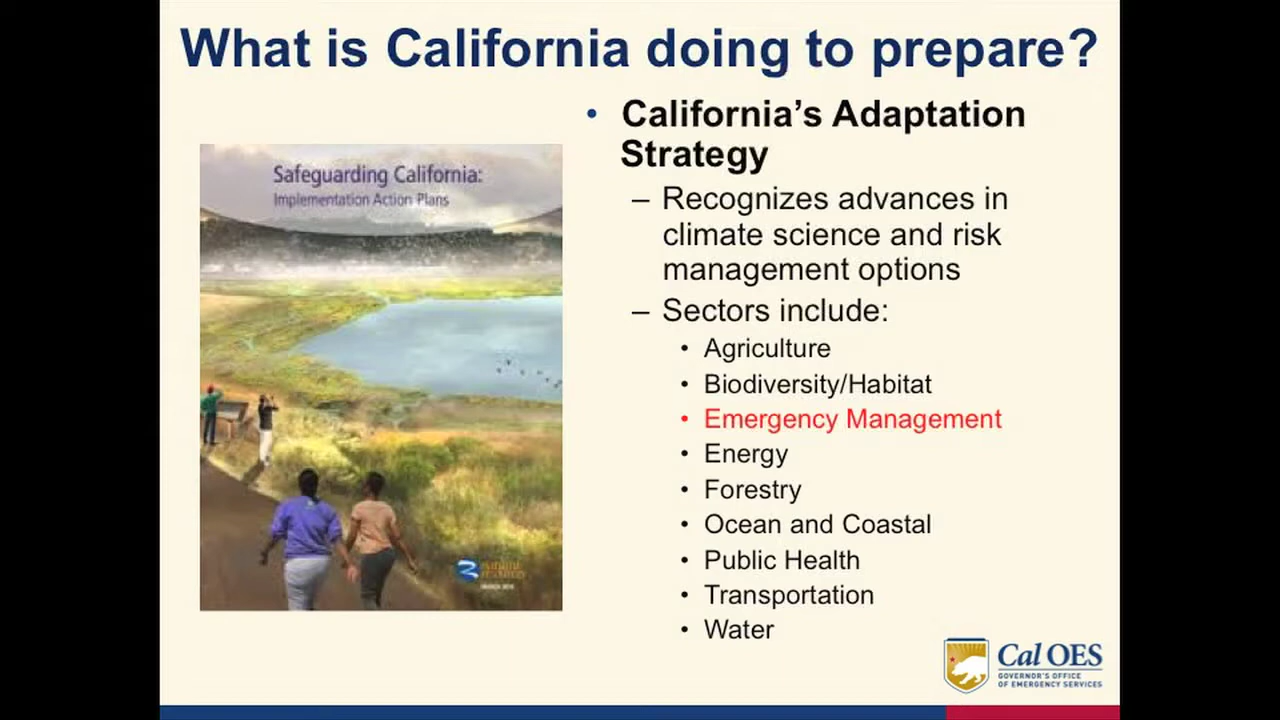 What is California doing to prepare?
• California's Adaptation
Strategy
– Recognizes advances in
climate science and risk
management options
– Sectors include:
• Agriculture
• Biodiversity/Habitat
• Emergency Management
• Energy
• Forestry
• Ocean and Coastal
• Public Health
• Transportation
• Water
Safeguarding California:
Implementation Action Plans
Cal OES
GOVERNOR'S OFFICE
OF EMERGENCY SERVICES